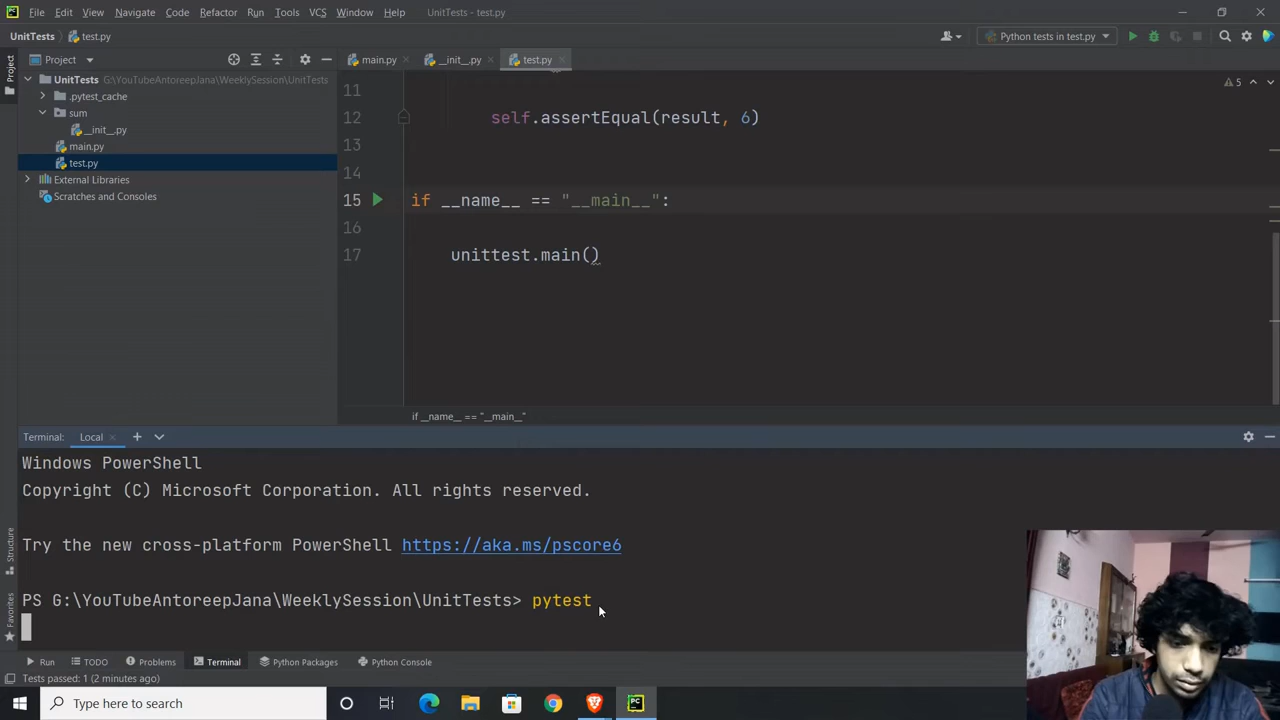 File Edit View Navigate Code Refactor Run Tools VCS Window Help UnitTests - test.py
UnitTests test.py Python tests in test.py
Project main.py __init__.py test.py
Project
UnitTests G:\YouTubeAntoreepJana\WeeklySession\UnitTests
.pytest_cache
sum
__init__.py
main.py
test.py
External Libraries
Scratches and Consoles
5
11
12 self.assertEqual(result, 6)
13
14
15 if __name__ == "__main__":
16
17 unittest.main()
if __name__ == "__main__"
Terminal: Local
Windows PowerShell
Copyright (C) Microsoft Corporation. All rights reserved.
Try the new cross-platform PowerShell https://aka.ms/pscore6
PS G:\YouTubeAntoreepJana\WeeklySession\UnitTests> pytest
Structure
Favorites
Run TODO Problems Terminal Python Packages Python Console
Tests passed: 1 (2 minutes ago)
Type here to search